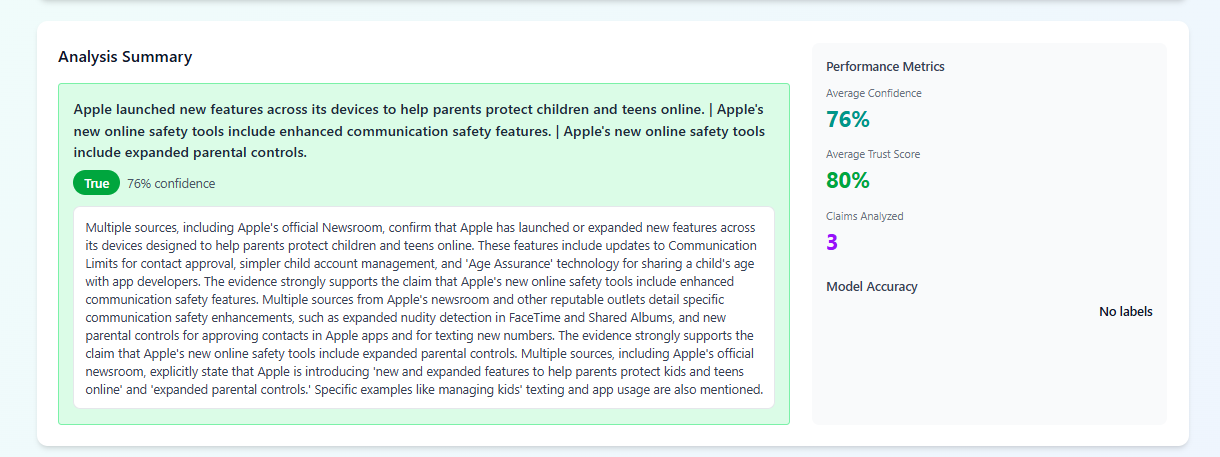 Analysis Summary
Apple launched new features across its devices to help parents protect children and teens online. | Apple's
new online safety tools include enhanced communication safety features. | Apple's new online safety tools
include expanded parental controls.
True 76% confidence
Multiple sources, including Apple's official Newsroom, confirm that Apple has launched or expanded new features across
its devices designed to help parents protect children and teens online. These features include updates to Communication
Limits for contact approval, simpler child account management, and 'Age Assurance' technology for sharing a child's age
with app developers. The evidence strongly supports the claim that Apple's new online safety tools include enhanced
communication safety features. Multiple sources from Apple's newsroom and other reputable outlets detail specific
communication safety enhancements, such as expanded nudity detection in FaceTime and Shared Albums, and new
parental controls for approving contacts in Apple apps and for texting new numbers. The evidence strongly supports the
claim that Apple's new online safety tools include expanded parental controls. Multiple sources, including Apple's official
newsroom, explicitly state that Apple is introducing 'new and expanded features to help parents protect kids and teens
online' and 'expanded parental controls.' Specific examples like managing kids' texting and app usage are also mentioned.
Performance Metrics
Average Confidence
76%
Average Trust Score
80%
Claims Analyzed
3
Model Accuracy
No labels